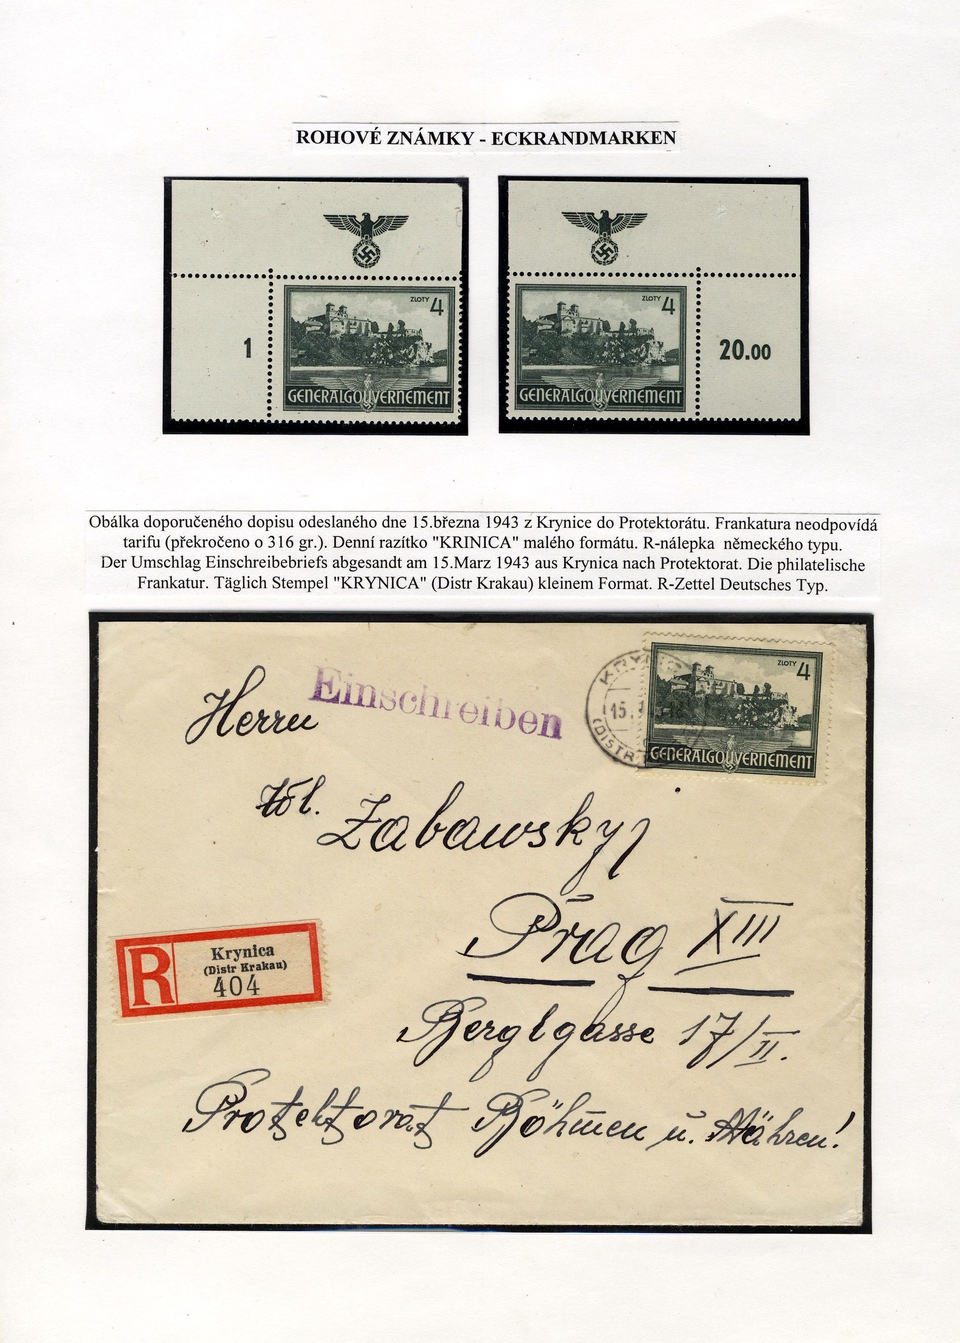 ROHOVÉ ZNÁMKY - ECKRANDMARKEN
ZLOTY 4
1
GENERALGOUVERNEMENT
ZLOTY 4
20.00
GENERALGOUVERNEMENT
Obálka doporučeného dopisu odeslaného dne 15.března 1943 z Krynice do Protektorátu. Frankatura neodpovídá
tarifu (překročeno o 316 gr.). Denní razítko "KRINICA" malého formátu. R-nálepka německého typu.
Der Umschlag Einschreibebriefs abgesandt am 15.Marz 1943 aus Krynica nach Protektorat. Die philatelische
Frankatur. Täglich Stempel "KRYNICA" (Distr Krakau) kleinem Format. R-Zettel Deutsches Typ.
Einschreiben
KRYNI
15.
(DISTR
ZLOTY 4
GENERALGOUVERNEMENT
Herrn
Wl. Zabawsky,
Prag XIII
R
Krynica
(Distr Krakau)
404
Berglgasse 17/II.
Protektorat Böhmen u. Mähren!